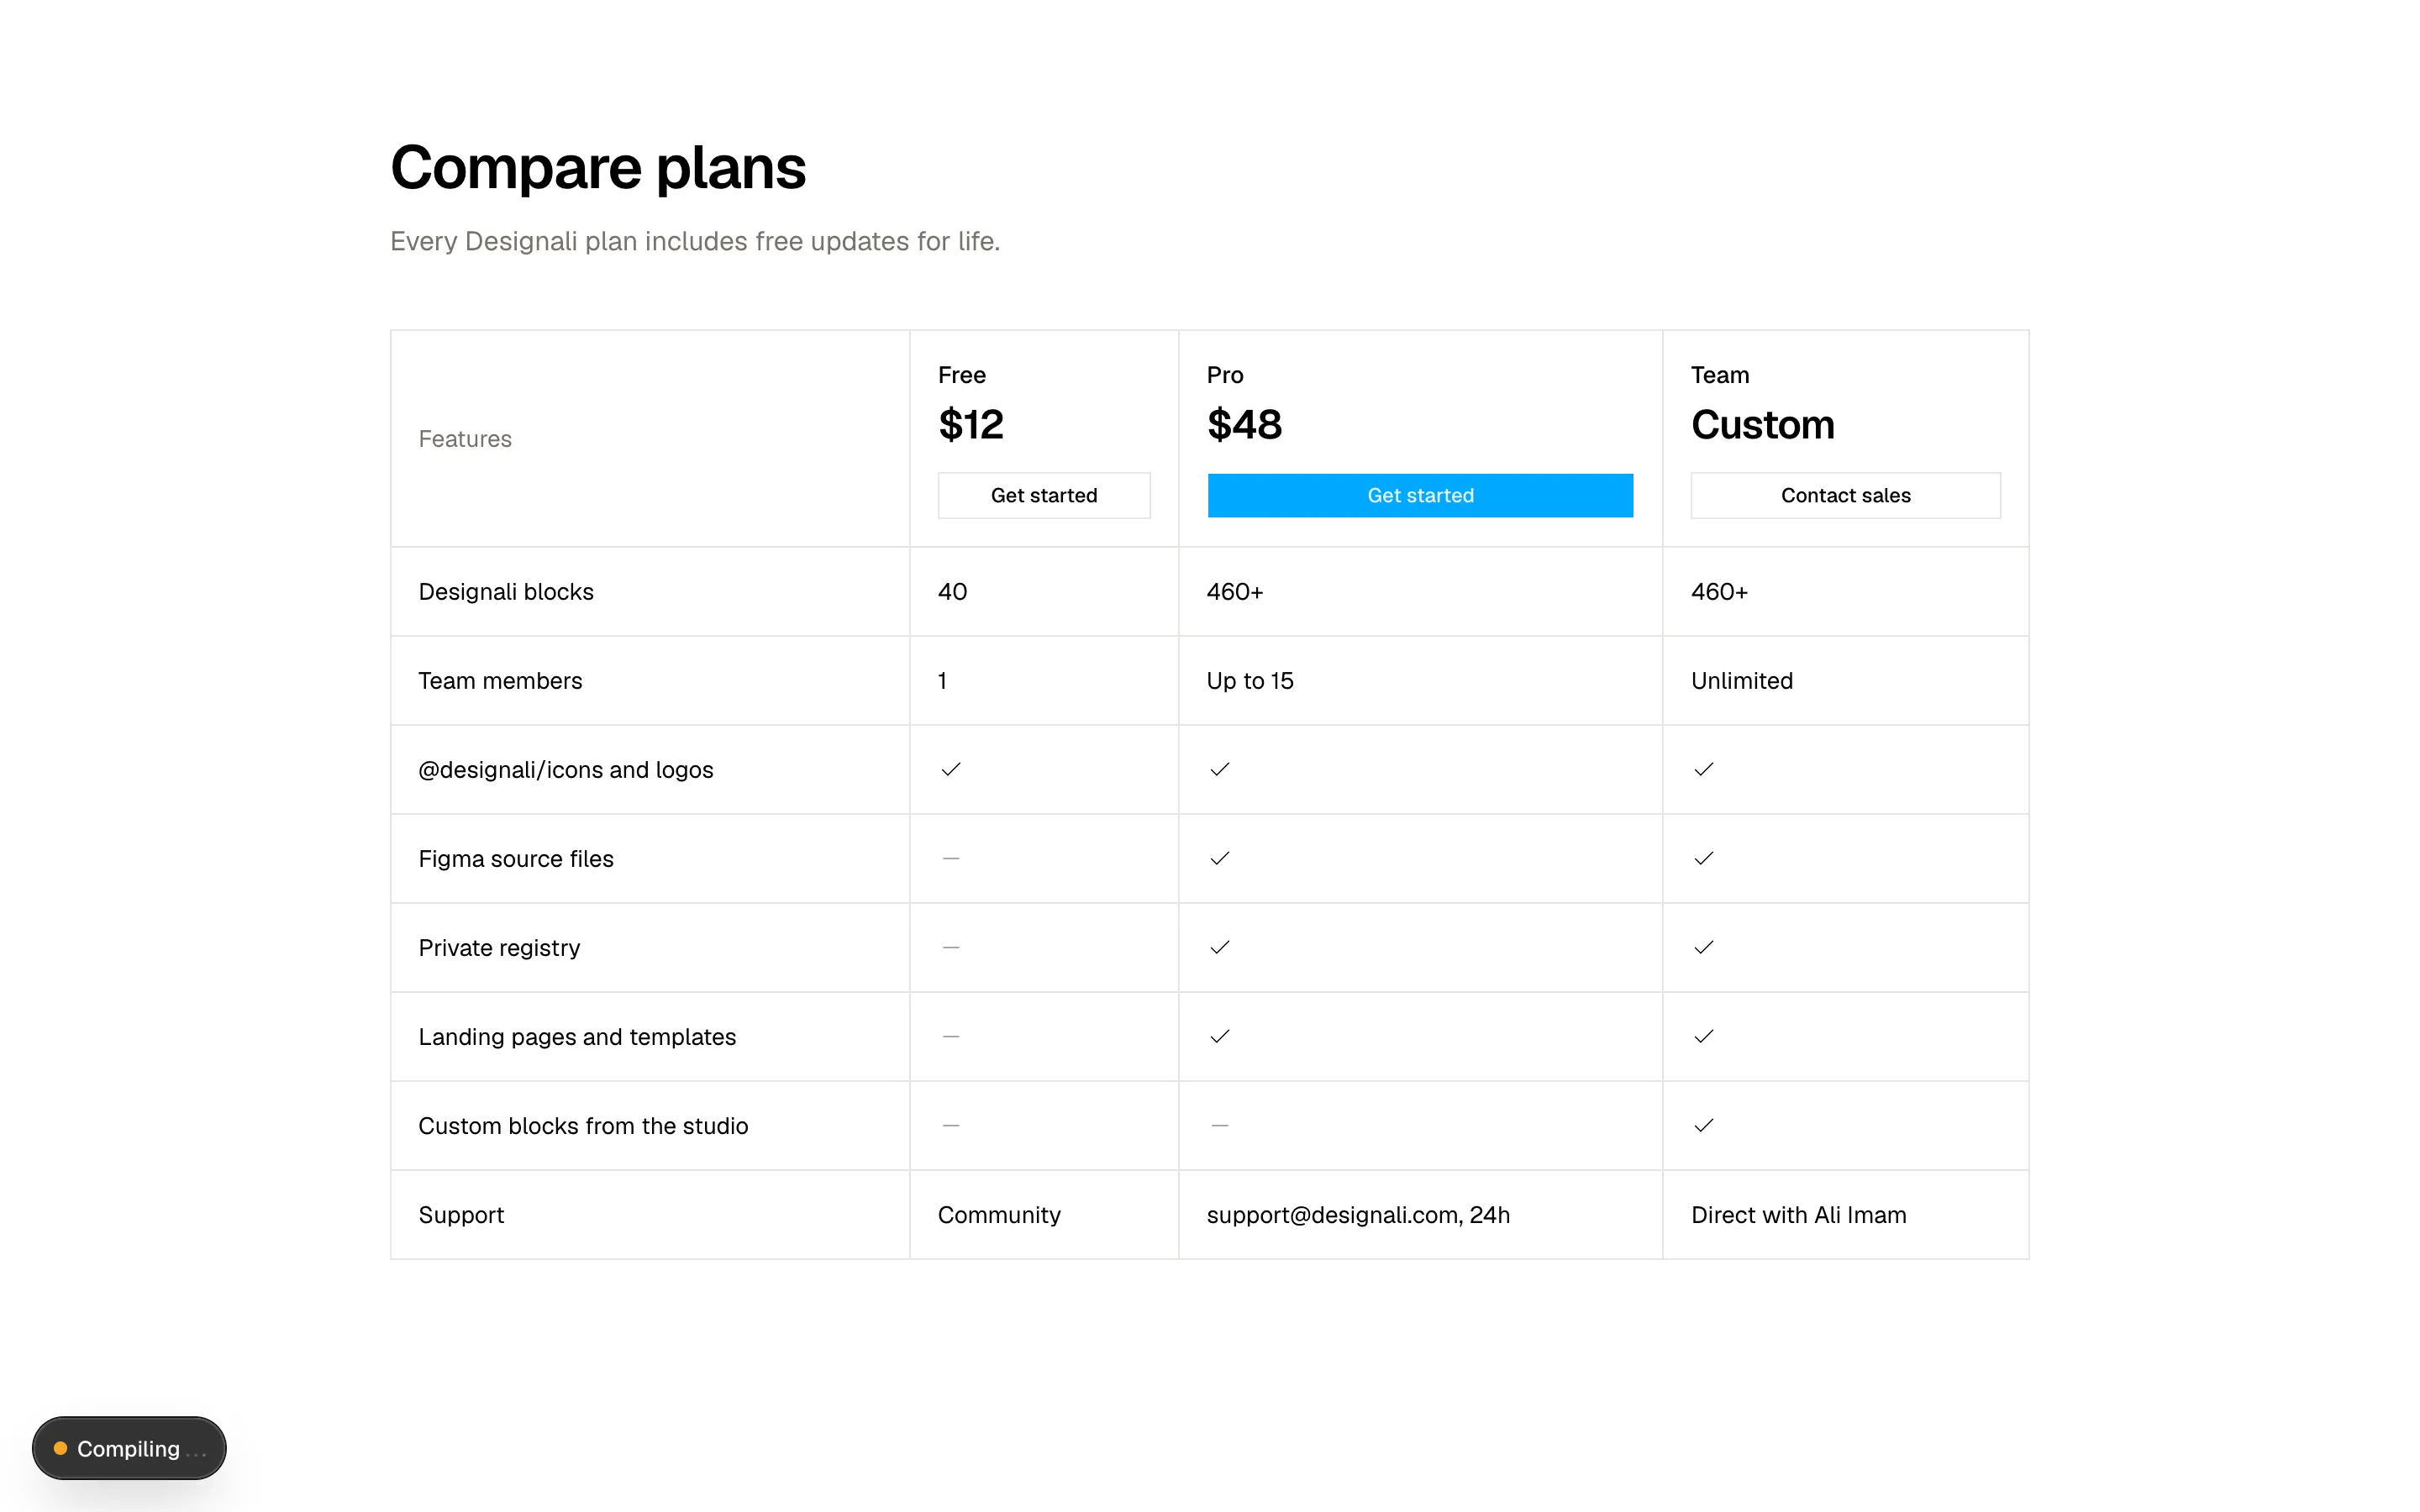 Compare plans
Every Designali plan includes free updates for life.
Features
Free
$12
Get started
Pro
$48
Get started
Team
Custom
Contact sales
Designali blocks
40
460+
460+
Team members
1
Up to 15
Unlimited
@designali/icons and logos
Figma source files
Private registry
Landing pages and templates
Custom blocks from the studio
Support
Community
support@designali.com, 24h
Direct with Ali Imam
Compiling ...